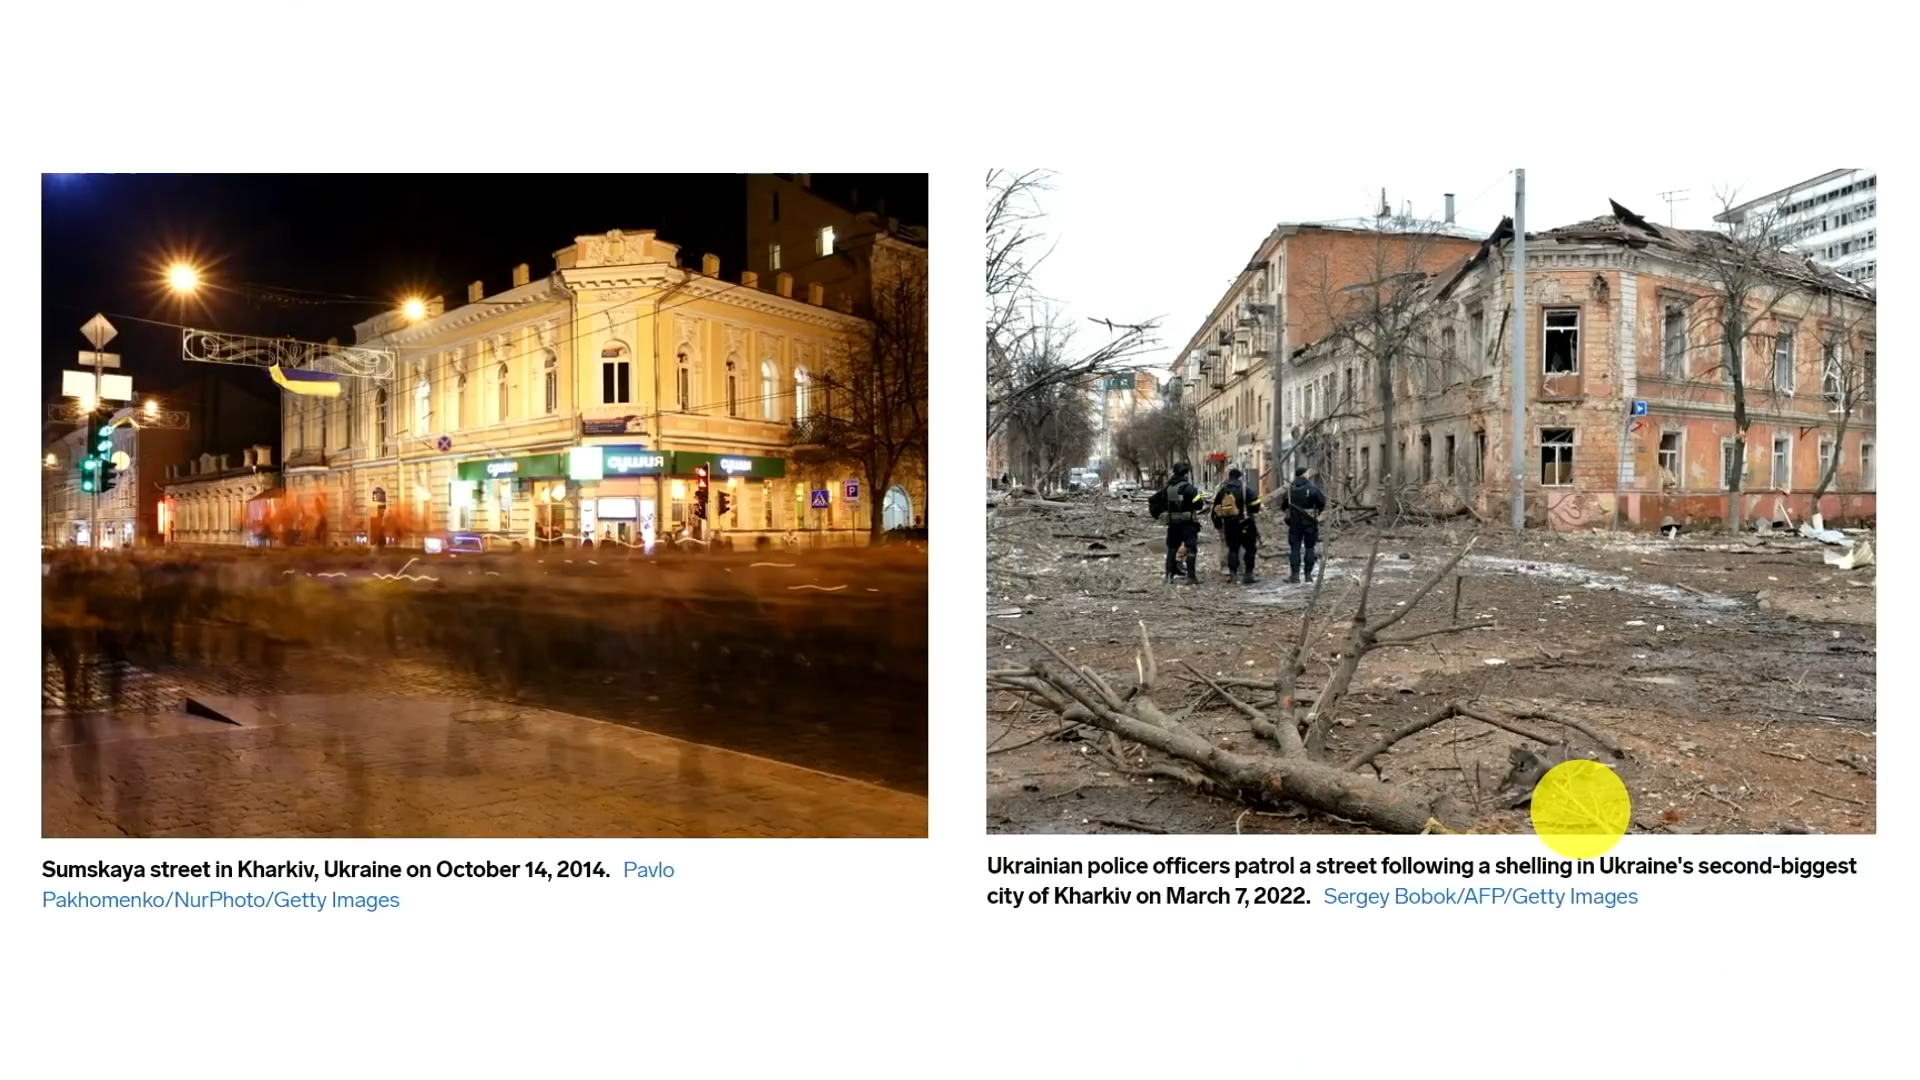 сушия
сушия
сушия
P
Sumskaya street in Kharkiv, Ukraine on October 14, 2014. Pavlo
Pakhomenko/NurPhoto/Getty Images
Ukrainian police officers patrol a street following a shelling in Ukraine's second-biggest
city of Kharkiv on March 7, 2022. Sergey Bobok/AFP/Getty Images